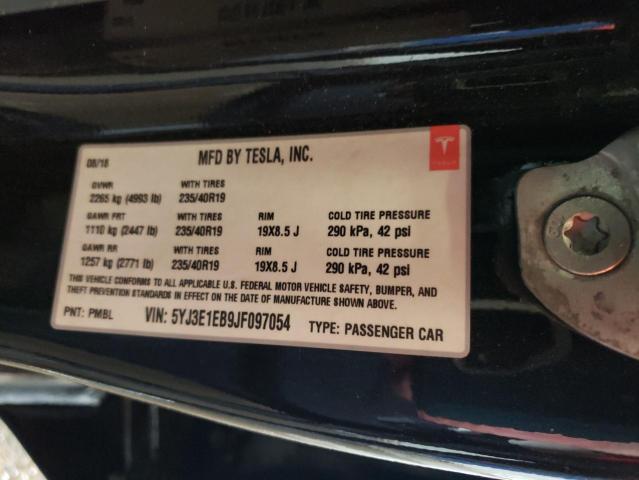 08/18 MFD BY TESLA, INC.
TESLA
GVWR WITH TIRES
2265 kg (4993 lb) 235/40R19
GAWR FRT WITH TIRES RIM COLD TIRE PRESSURE
1110 kg (2447 lb) 235/40R19 19X8.5 J 290 kPa, 42 psi
GAWR RR WITH TIRES RIM COLD TIRE PRESSURE
1257 kg (2771 lb) 235/40R19 19X8.5 J 290 kPa, 42 psi
THIS VEHICLE CONFORMS TO ALL APPLICABLE U.S. FEDERAL MOTOR VEHICLE SAFETY, BUMPER, AND
THEFT PREVENTION STANDARDS IN EFFECT ON THE DATE OF MANUFACTURE SHOWN ABOVE.
PNT: PMBL VIN: 5YJ3E1EB9JF097054 TYPE: PASSENGER CAR